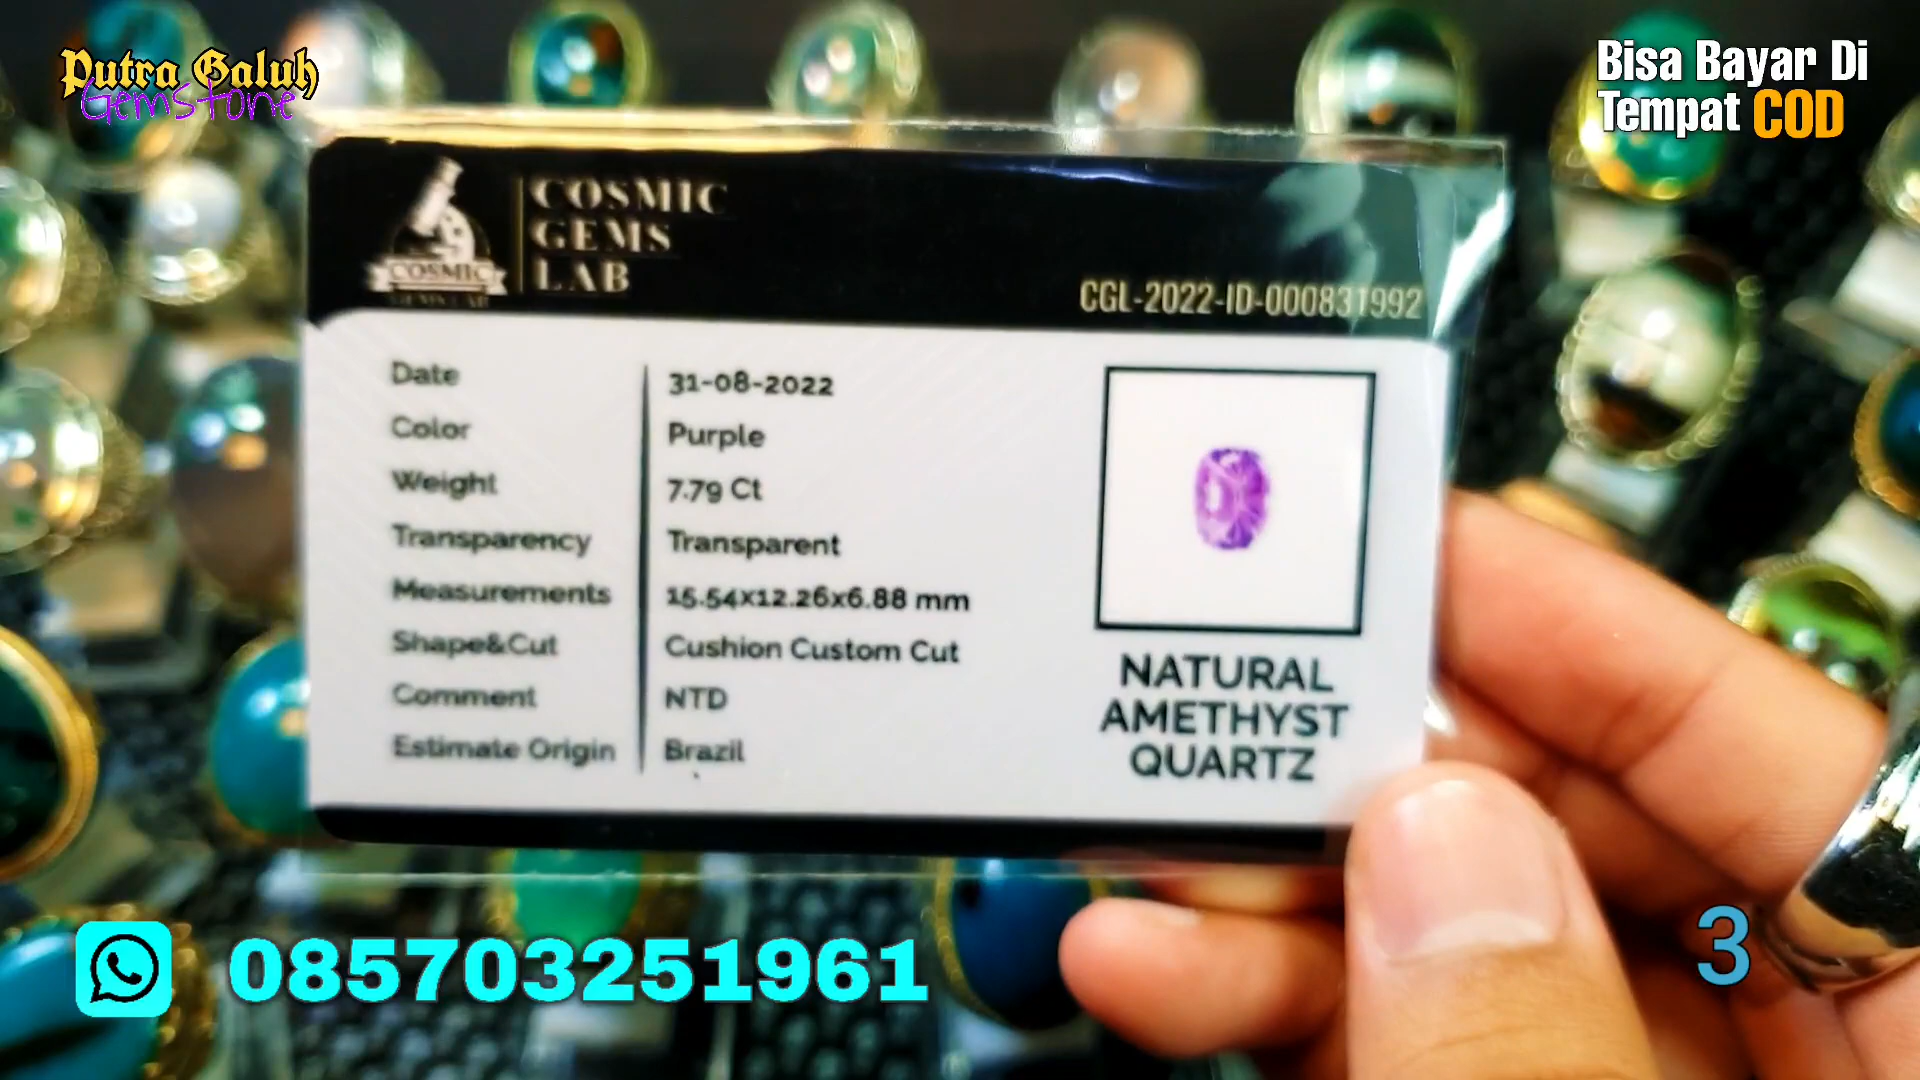 Putra Galuh
GemStone
Bisa Bayar Di
Tempat COD
COSMIC
GEMS
LAB
COSMIC
GEMS LAB
CGL-2022-ID-000831992
Date 31-08-2022
Color Purple
Weight 7.79 Ct
Transparency Transparent
Measurements 15.54x12.26x6.88 mm
Shape&Cut Cushion Custom Cut
Comment NTD
Estimate Origin Brazil
NATURAL
AMETHYST
QUARTZ
085703251961
3